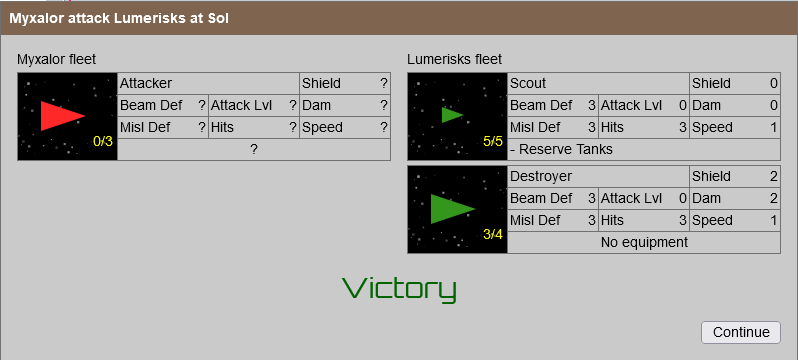 Myxalor attack Lumerisks at Sol
Myxalor fleet
Attacker Shield ?
Beam Def ? Attack Lvl ? Dam ?
Misl Def ? Hits ? Speed ?
0/3
?
Lumerisks fleet
Scout Shield 0
Beam Def 3 Attack Lvl 0 Dam 0
Misl Def 3 Hits 3 Speed 1
5/5
- Reserve Tanks
Destroyer Shield 2
Beam Def 3 Attack Lvl 0 Dam 2
Misl Def 3 Hits 3 Speed 1
3/4
No equipment
Victory
Continue